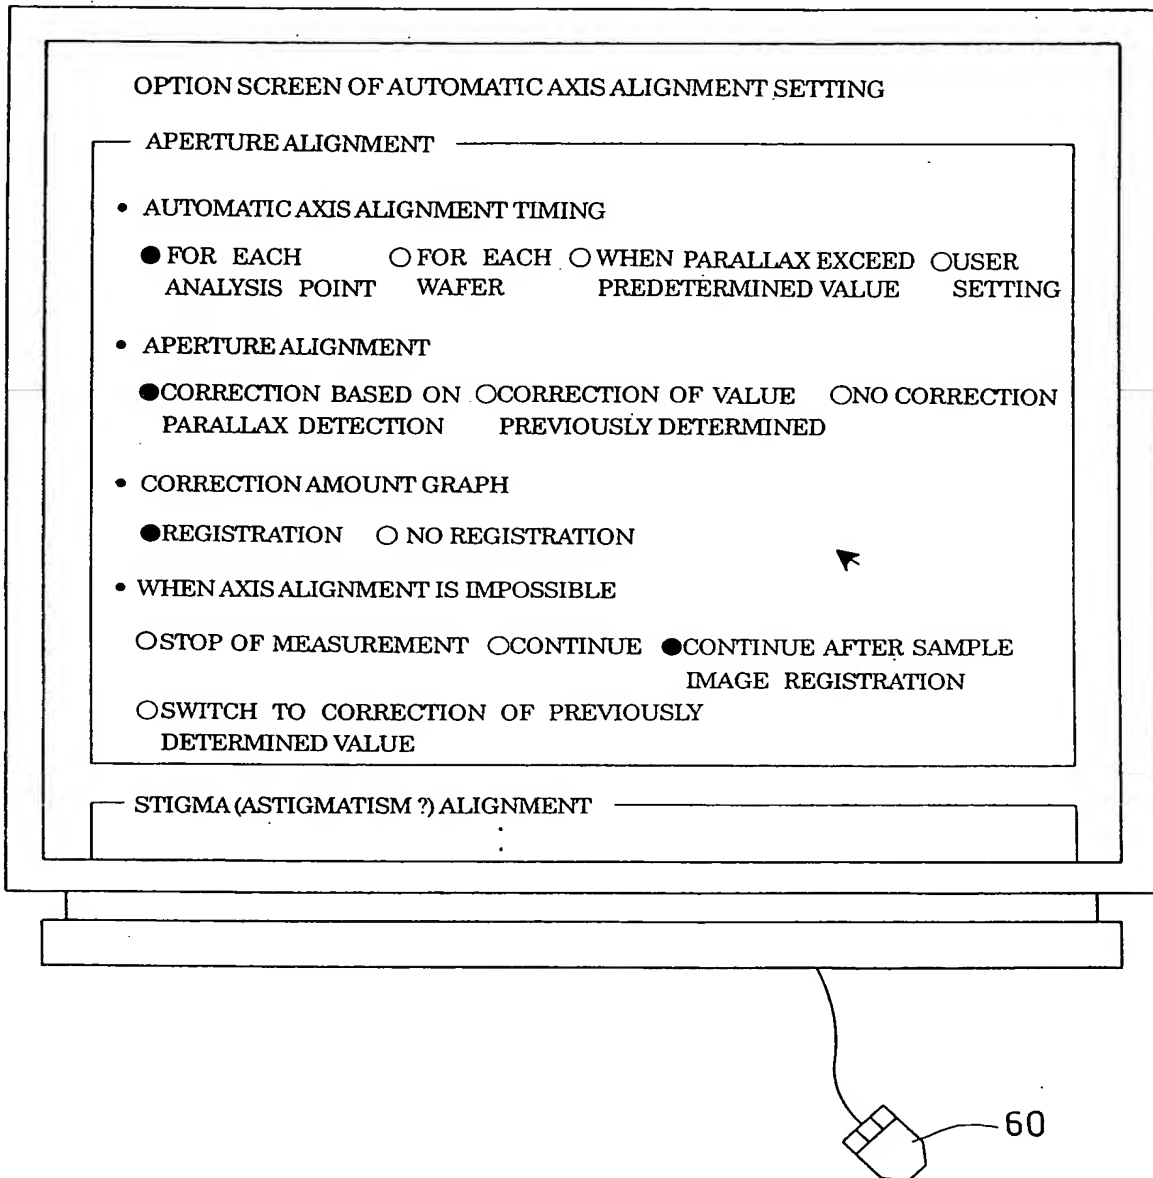 OPTION SCREEN OF AUTOMATIC AXIS ALIGNMENT SETTING
APERTURE ALIGNMENT
• AUTOMATIC AXIS ALIGNMENT TIMING
●FOR EACH ○FOR EACH ○WHEN PARALLAX EXCEED ○USER
ANALYSIS POINT WAFER PREDETERMINED VALUE SETTING
• APERTURE ALIGNMENT
●CORRECTION BASED ON ○CORRECTION OF VALUE ○NO CORRECTION
PARALLAX DETECTION PREVIOUSLY DETERMINED
• CORRECTION AMOUNT GRAPH
●REGISTRATION ○NO REGISTRATION
• WHEN AXIS ALIGNMENT IS IMPOSSIBLE
○STOP OF MEASUREMENT ○CONTINUE ●CONTINUE AFTER SAMPLE
IMAGE REGISTRATION
○SWITCH TO CORRECTION OF PREVIOUSLY
DETERMINED VALUE
STIGMA (ASTIGMATISM ?) ALIGNMENT
60